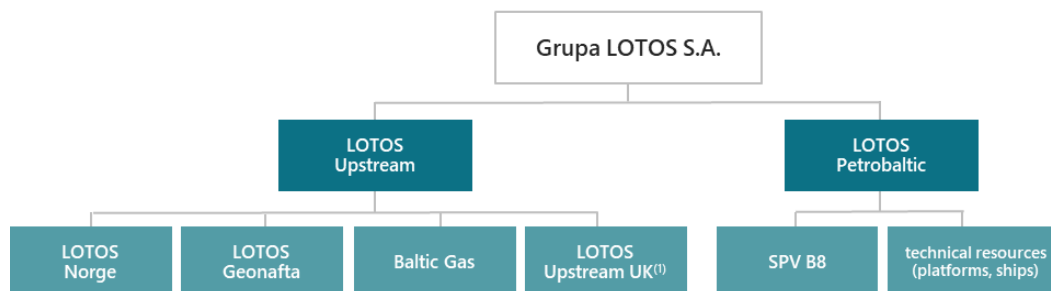 Grupa LOTOS S.A.
LOTOS
Upstream
LOTOS
Petrobaltic
LOTOS
Norge
LOTOS
Geonafta
Baltic Gas
LOTOS
Upstream UK(1)
SPV B8
technical resources
(platforms, ships)